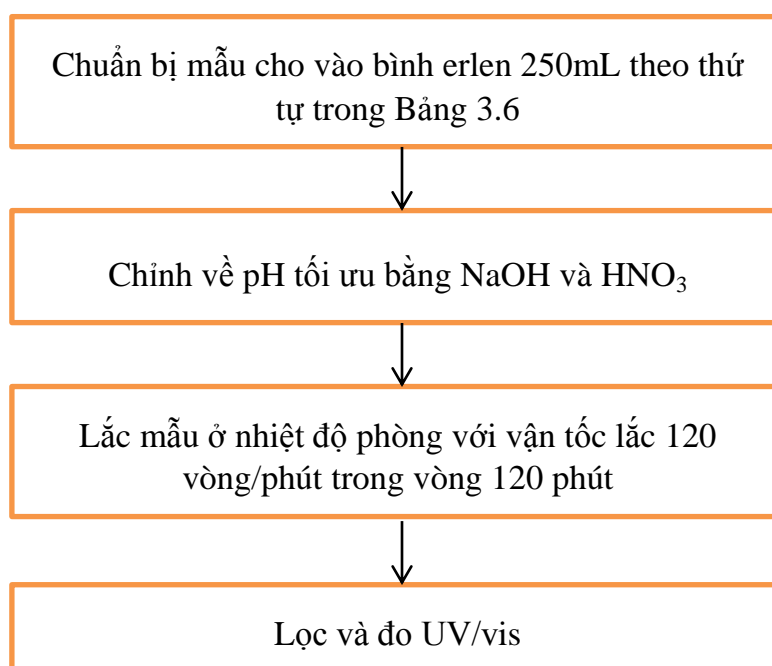 Chuẩn bị mẫu cho vào bình erlen 250mL theo thứ
tự trong Bảng 3.6
Chỉnh về pH tối ưu bằng NaOH và HNO₃
Lắc mẫu ở nhiệt độ phòng với vận tốc lắc 120
vòng/phút trong vòng 120 phút
Lọc và đo UV/vis